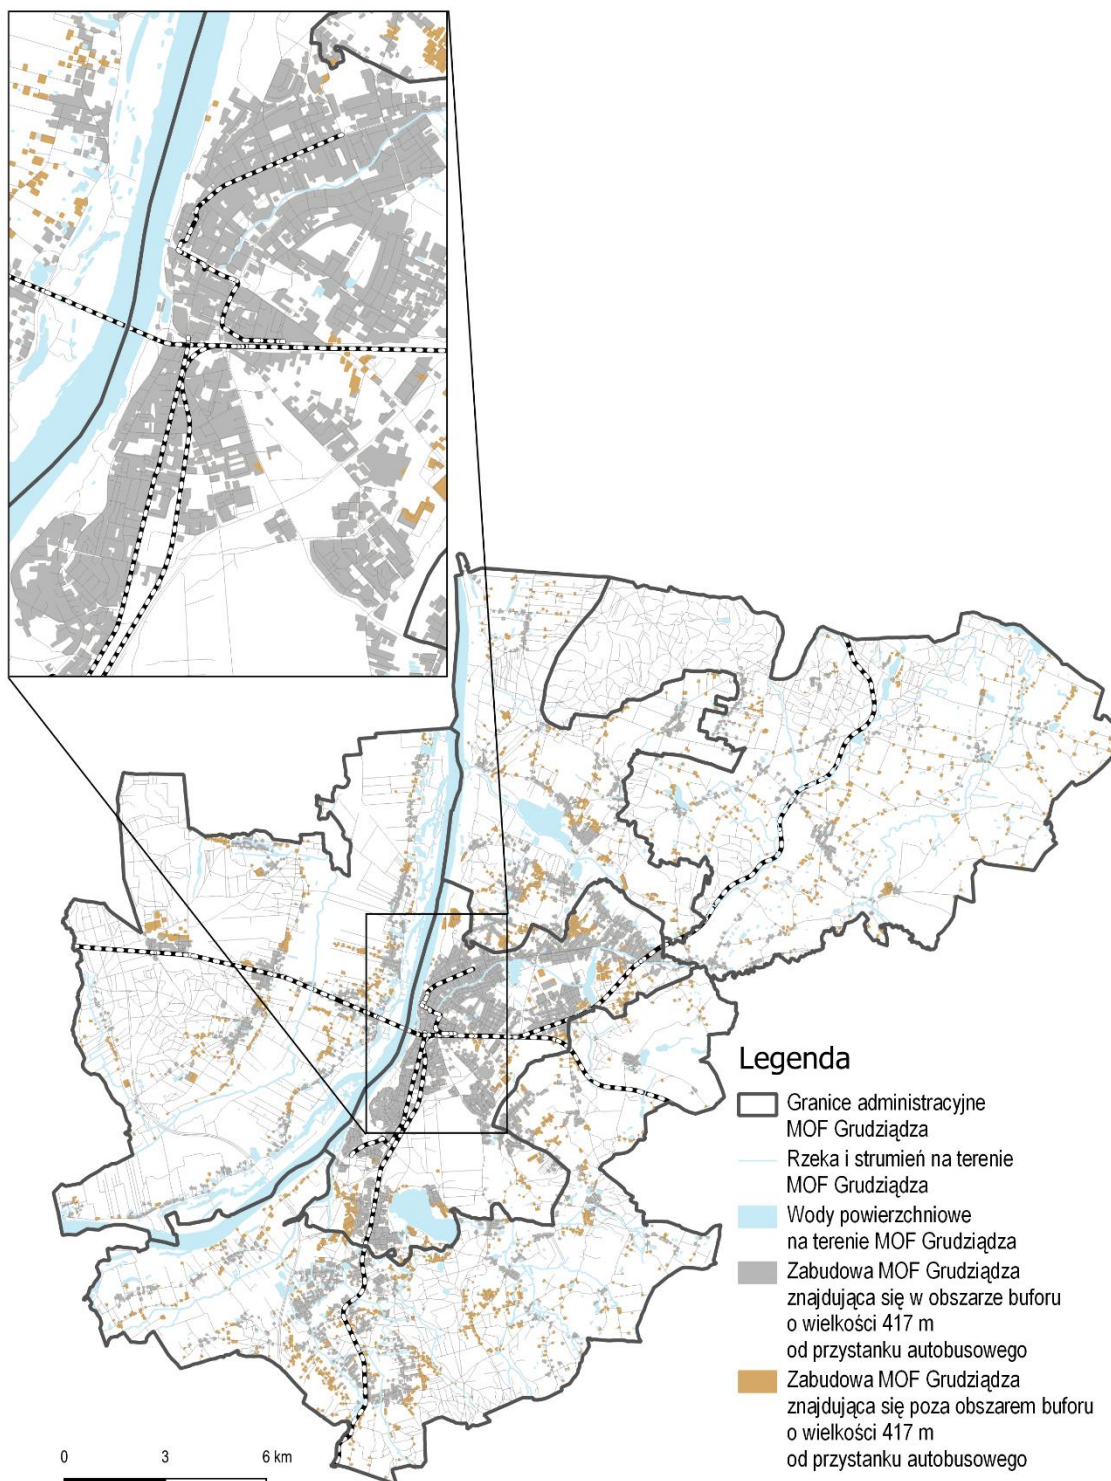 Legenda
Granice administracyjne
MOF Grudziądza
Rzeka i strumień na terenie
MOF Grudziądza
Wody powierzchniowe
na terenie MOF Grudziądza
Zabudowa MOF Grudziądza
znajdująca się w obszarze buforu
o wielkości 417 m
od przystanku autobusowego
Zabudowa MOF Grudziądza
znajdująca się poza obszarem buforu
o wielkości 417 m
od przystanku autobusowego
0 3 6 km